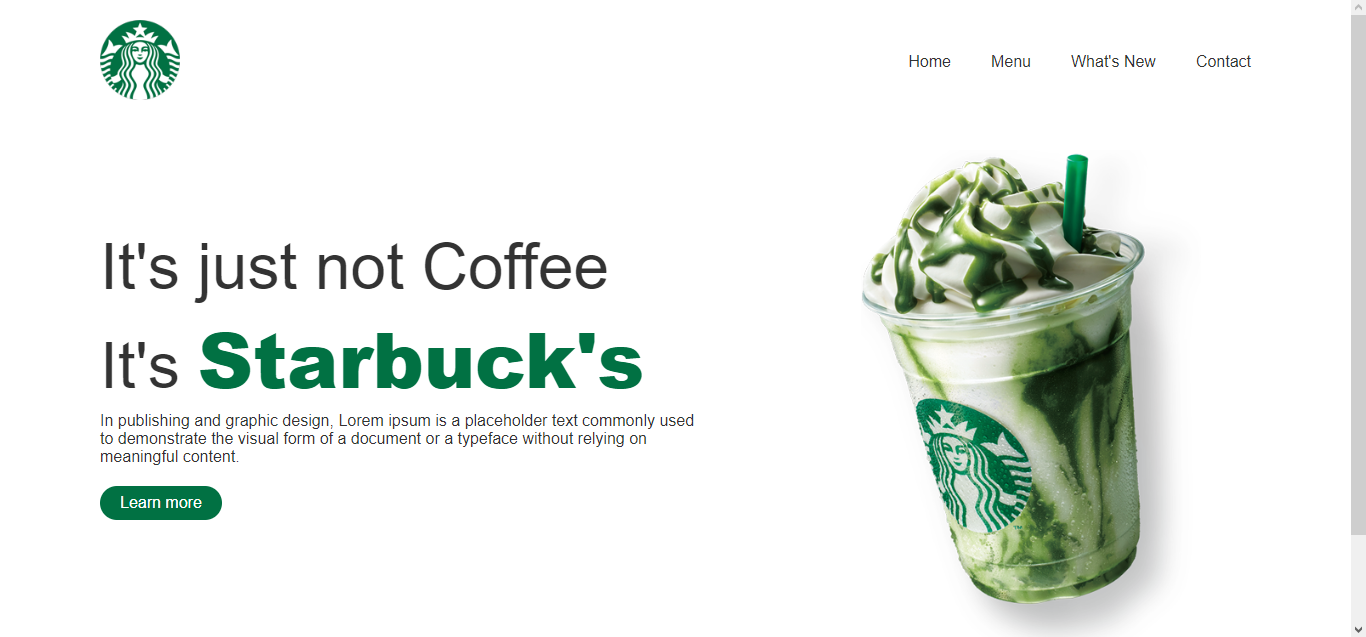 Home Menu What's New Contact
It's just not Coffee
It's Starbuck's
In publishing and graphic design, Lorem ipsum is a placeholder text commonly used
to demonstrate the visual form of a document or a typeface without relying on
meaningful content.
Learn more